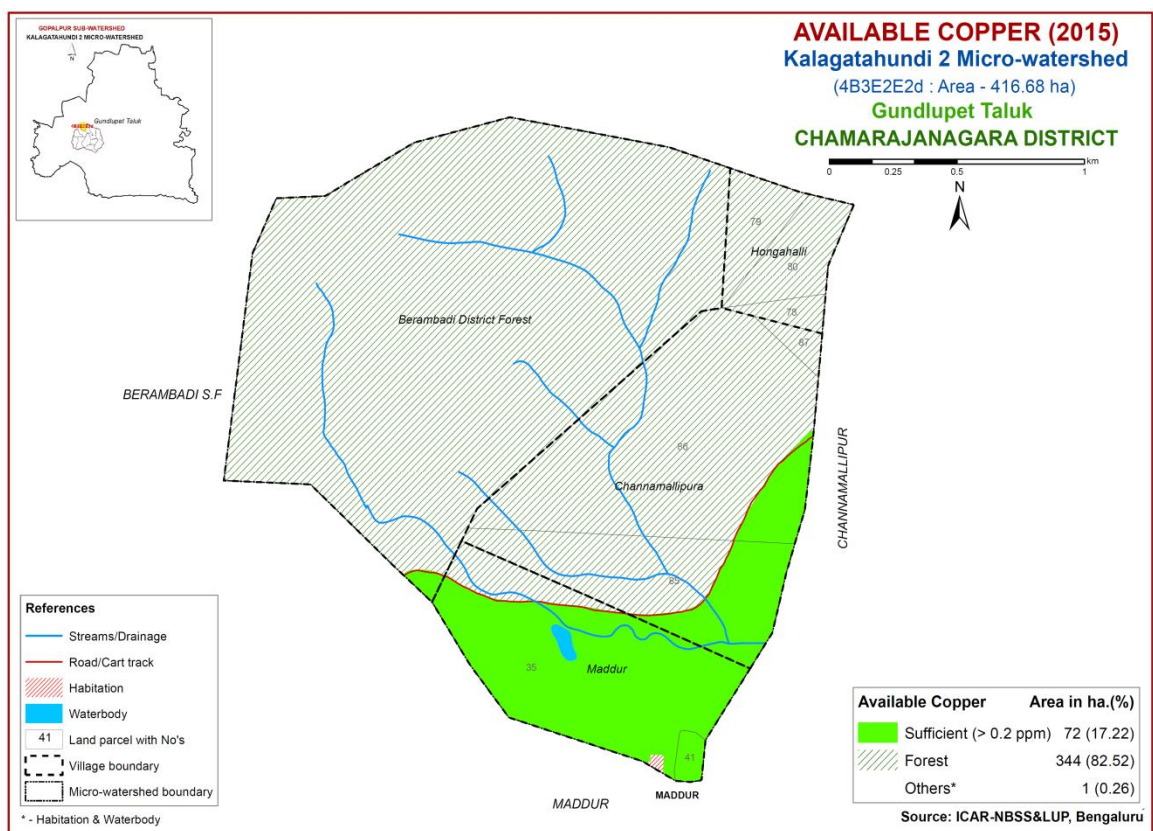 GOPALPUR SUB-WATERSHED
KALAGATAHUNDI 2 MICRO-WATERSHED
N
Gundlupet Taluk
AVAILABLE COPPER (2015)
Kalagatahundi 2 Micro-watershed
(4B3E2E2d : Area - 416.68 ha)
Gundlupet Taluk
CHAMARAJANAGARA DISTRICT
km
0 0.25 0.5 1
N
79
Hongahalli
30
78
87
Berambadi District Forest
BERAMBADI S.F
86
Channamallipura
CHANNAMALLIPUR
85
35
Maddur
41
MADDUR
MADDUR
References
Streams/Drainage
Road/Cart track
Habitation
Waterbody
41 Land parcel with No's
Village boundary
Micro-watershed boundary
* - Habitation & Waterbody
Available Copper Area in ha.(%)
Sufficient (> 0.2 ppm) 72 (17.22)
Forest 344 (82.52)
Others* 1 (0.26)
Source: ICAR-NBSS&LUP, Bengaluru